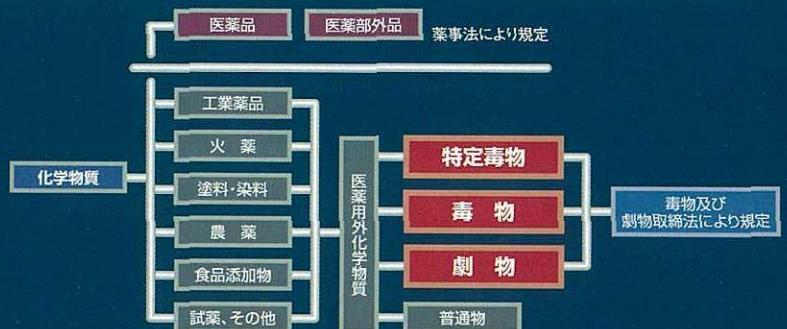 医薬品
医薬部外品
薬事法により規定
化学物質
工業薬品
火薬
塗料・染料
農薬
食品添加物
試薬、その他
医薬用外化学物質
特定毒物
毒物
劇物
普通物
毒物及び
劇物取締法により規定